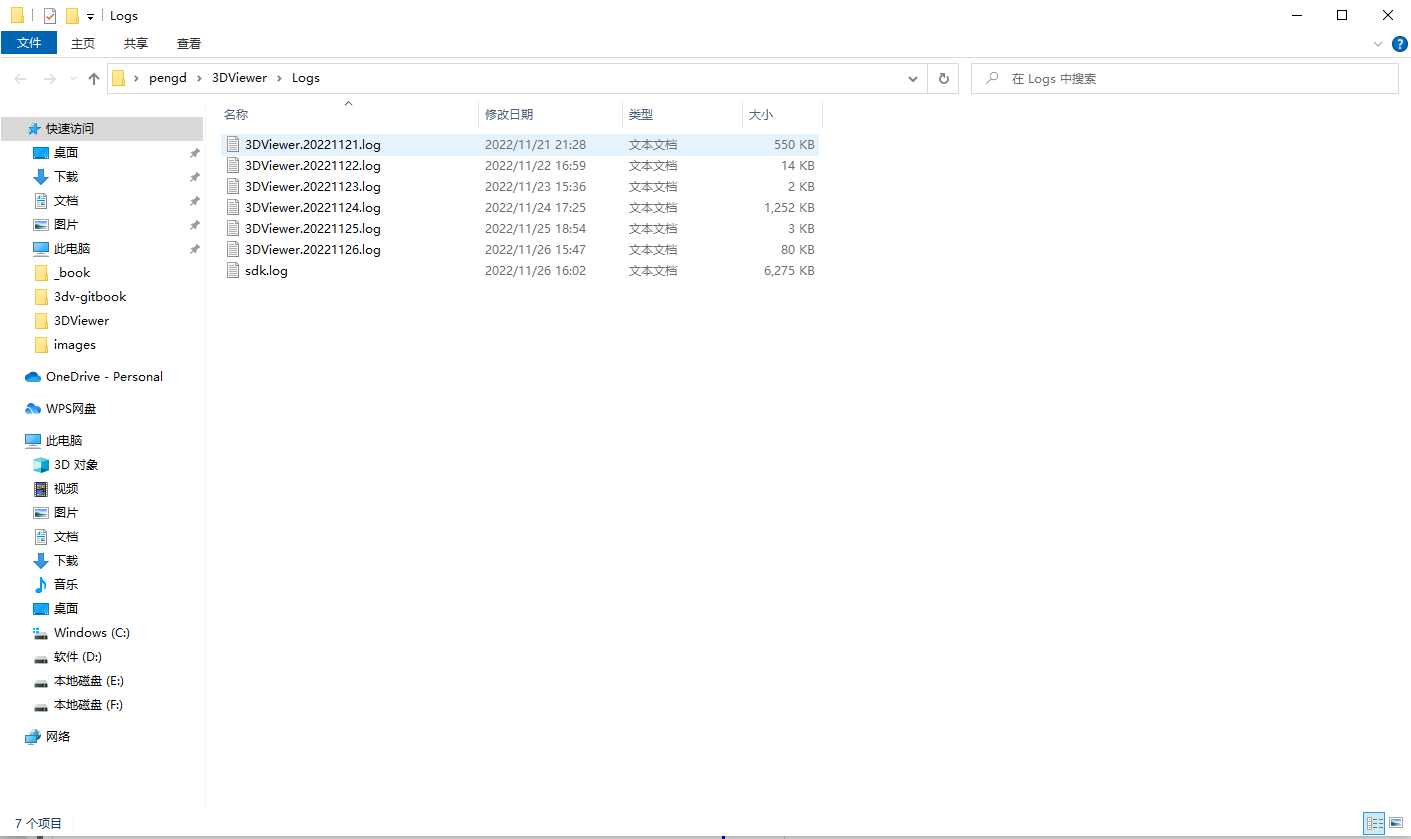 Logs
文件 主页 共享 查看
pengd 3DViewer Logs 在 Logs 中搜索
名称 修改日期 类型 大小
3DViewer.20221121.log 2022/11/21 21:28 文本文档 550 KB
3DViewer.20221122.log 2022/11/22 16:59 文本文档 14 KB
3DViewer.20221123.log 2022/11/23 15:36 文本文档 2 KB
3DViewer.20221124.log 2022/11/24 17:25 文本文档 1,252 KB
3DViewer.20221125.log 2022/11/25 18:54 文本文档 3 KB
3DViewer.20221126.log 2022/11/26 15:47 文本文档 80 KB
sdk.log 2022/11/26 16:02 文本文档 6,275 KB
快速访问
桌面
下载
文档
图片
此电脑
_book
3dv-gitbook
3DViewer
images
OneDrive - Personal
WPS网盘
此电脑
3D 对象
视频
图片
文档
下载
音乐
桌面
Windows (C:)
软件 (D:)
本地磁盘 (E:)
本地磁盘 (F:)
网络
7 个项目